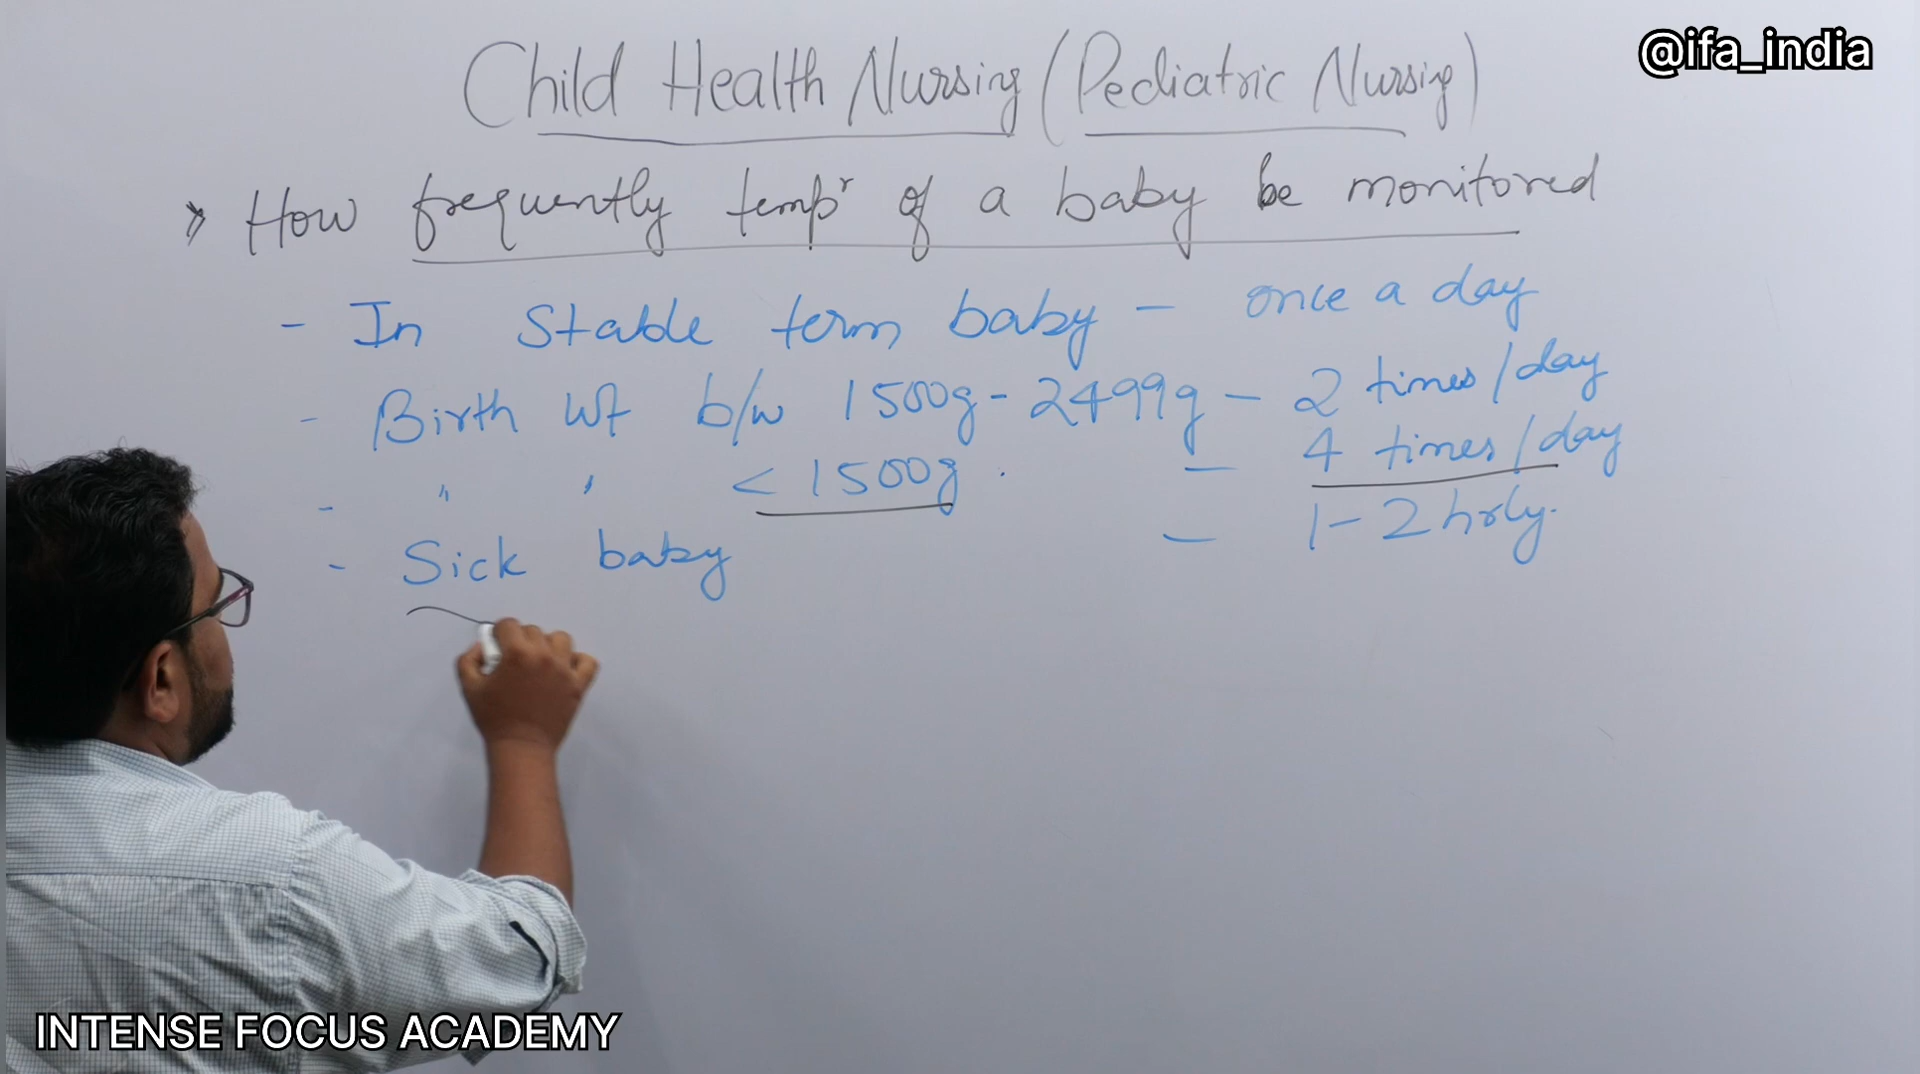 @ifa_india
Child Health Nursing (Pediatric Nursing)
» How frequently tempr of a baby be monitored
- In Stable term baby - once a day
- Birth wt b/w 1500g - 2499g - 2 times/day
- " " < 1500g. - 4 times/day
- Sick baby - 1-2 hrly.
INTENSE FOCUS ACADEMY